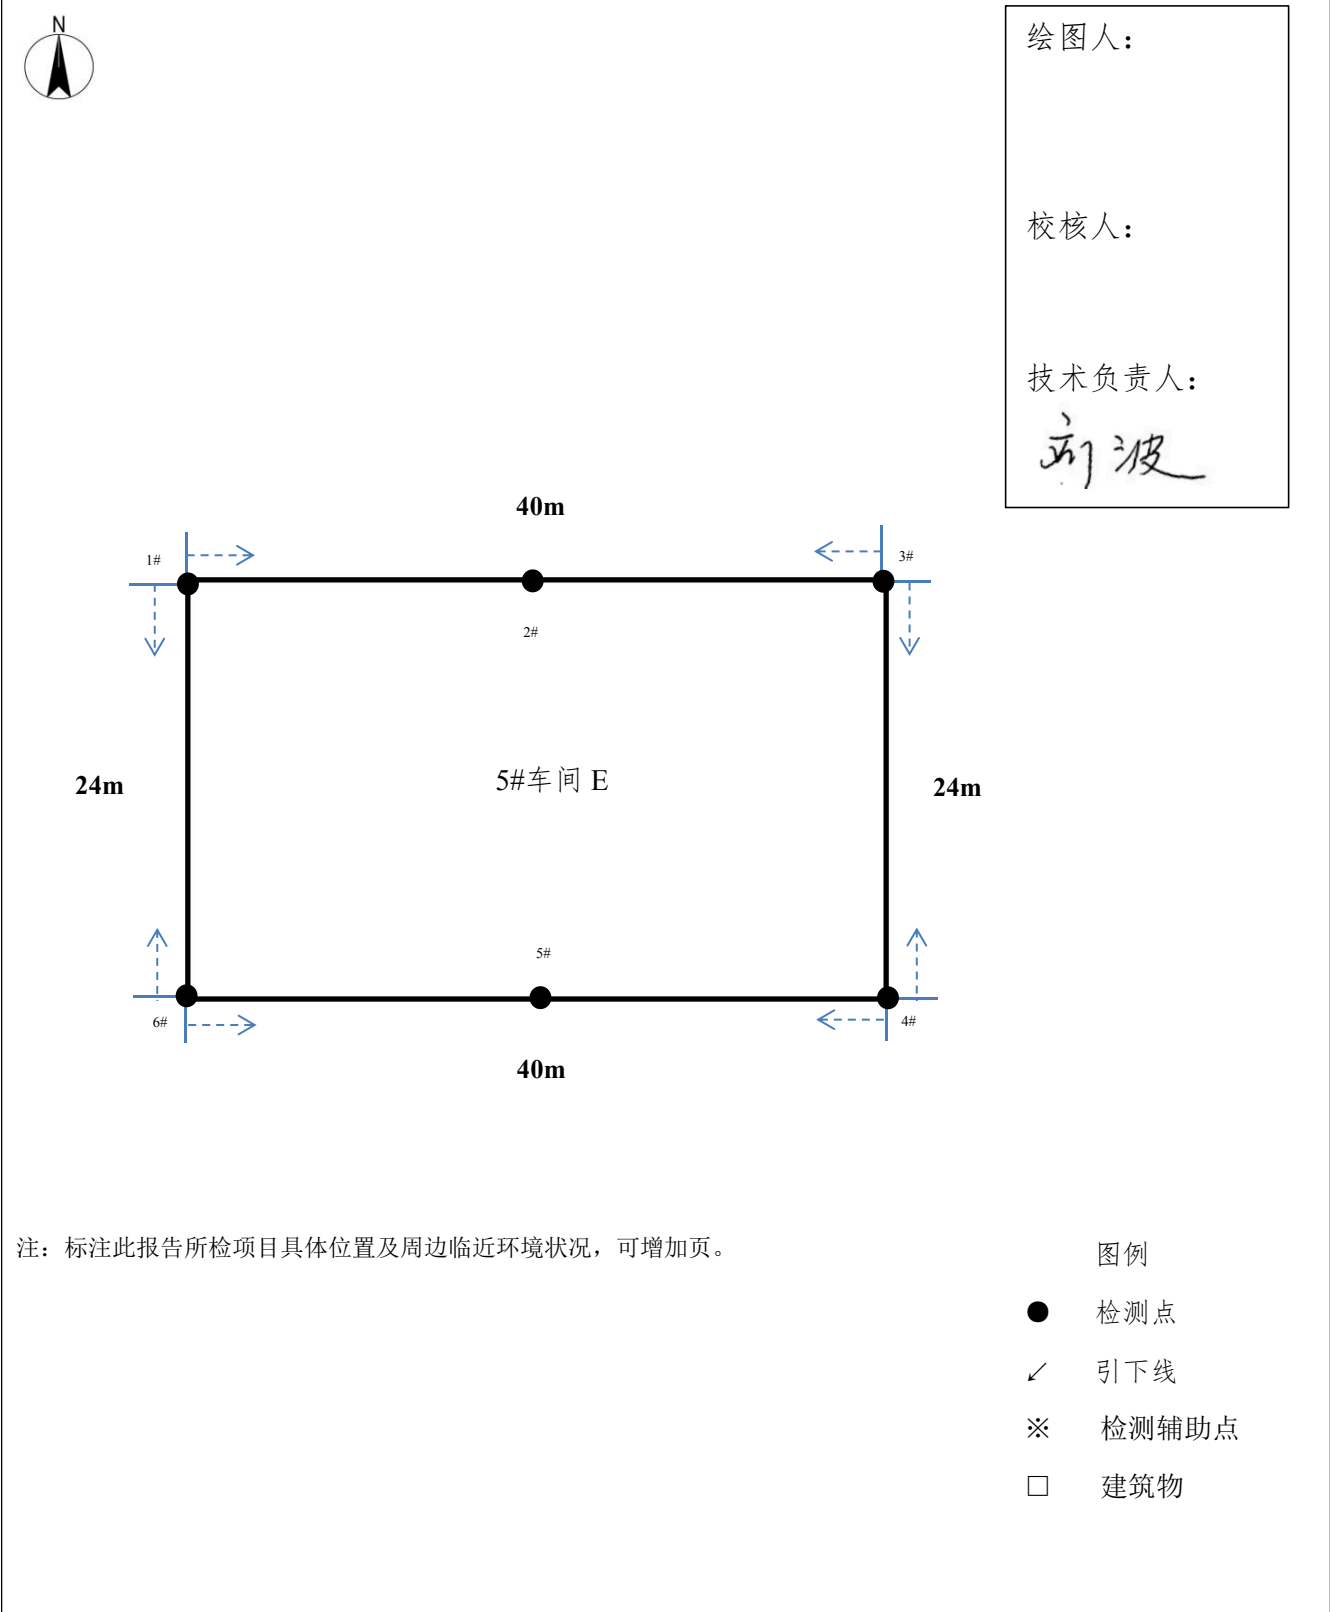 N
绘图人：
校核人：
技术负责人：
40m
1#
3#
2#
24m
5#车间 E
24m
5#
6#
4#
40m
注：标注此报告所检项目具体位置及周边临近环境状况，可增加页。
图例
● 检测点
↙ 引下线
※ 检测辅助点
□ 建筑物